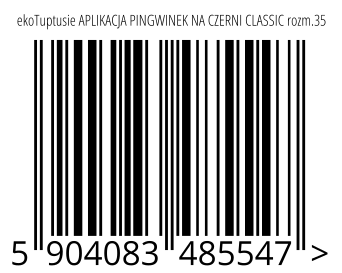 ekoTuptusie APLIKACJA PINGWINEK NA CZERNI CLASSIC rozm.35
5 904083 485547 >